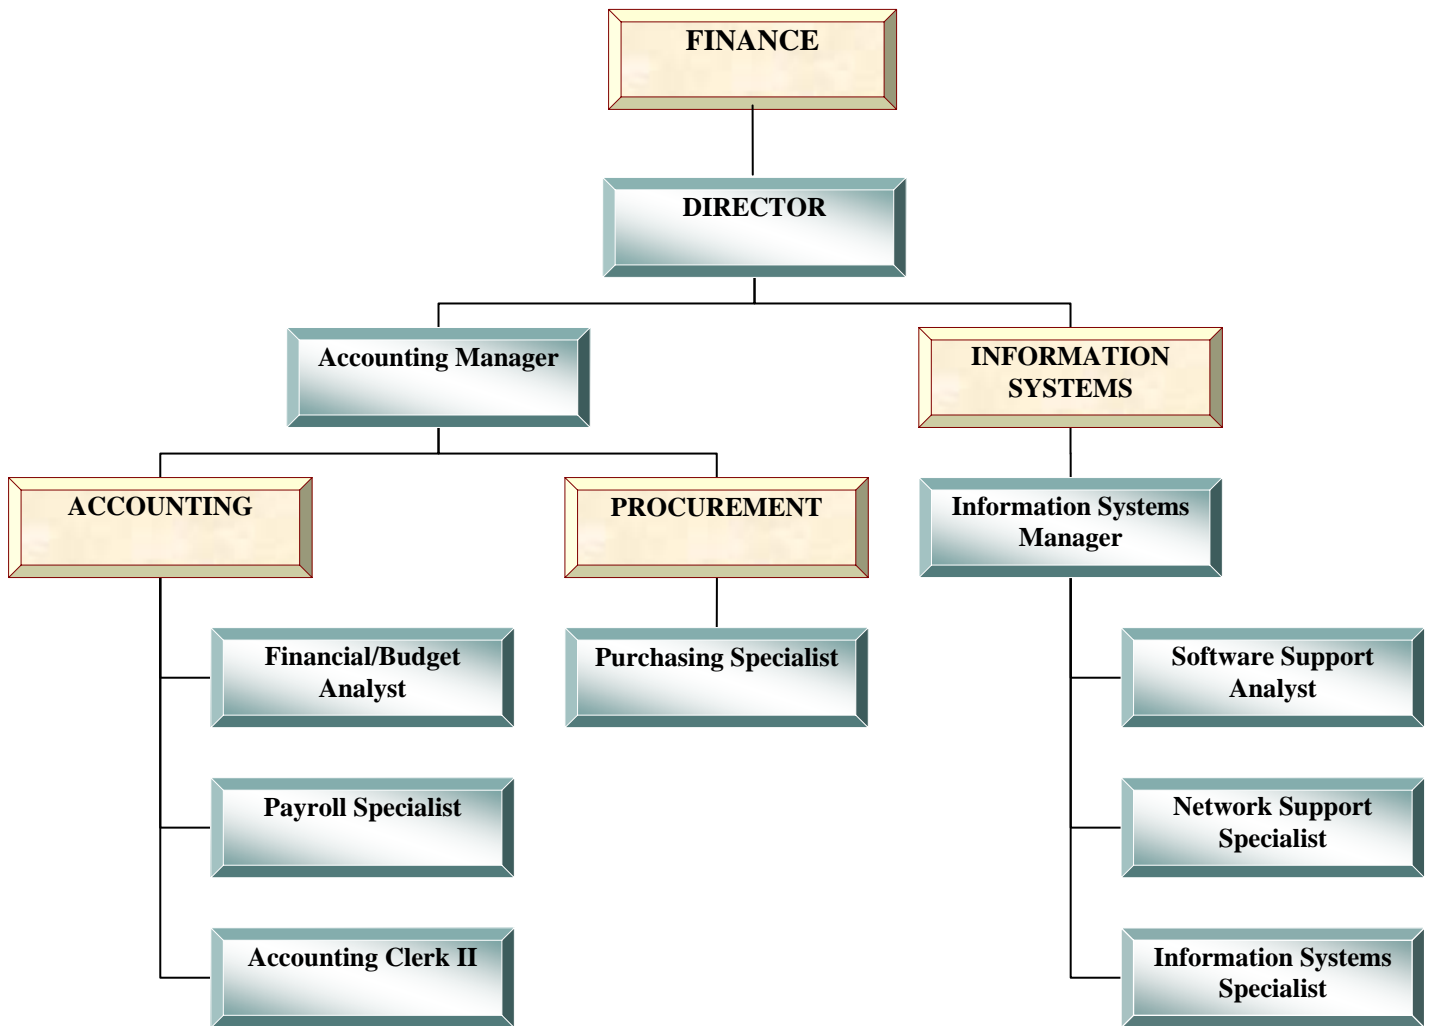 FINANCE
DIRECTOR
Accounting Manager
INFORMATION
SYSTEMS
ACCOUNTING
PROCUREMENT
Information Systems
Manager
Financial/Budget
Analyst
Purchasing Specialist
Software Support
Analyst
Payroll Specialist
Network Support
Specialist
Accounting Clerk II
Information Systems
Specialist